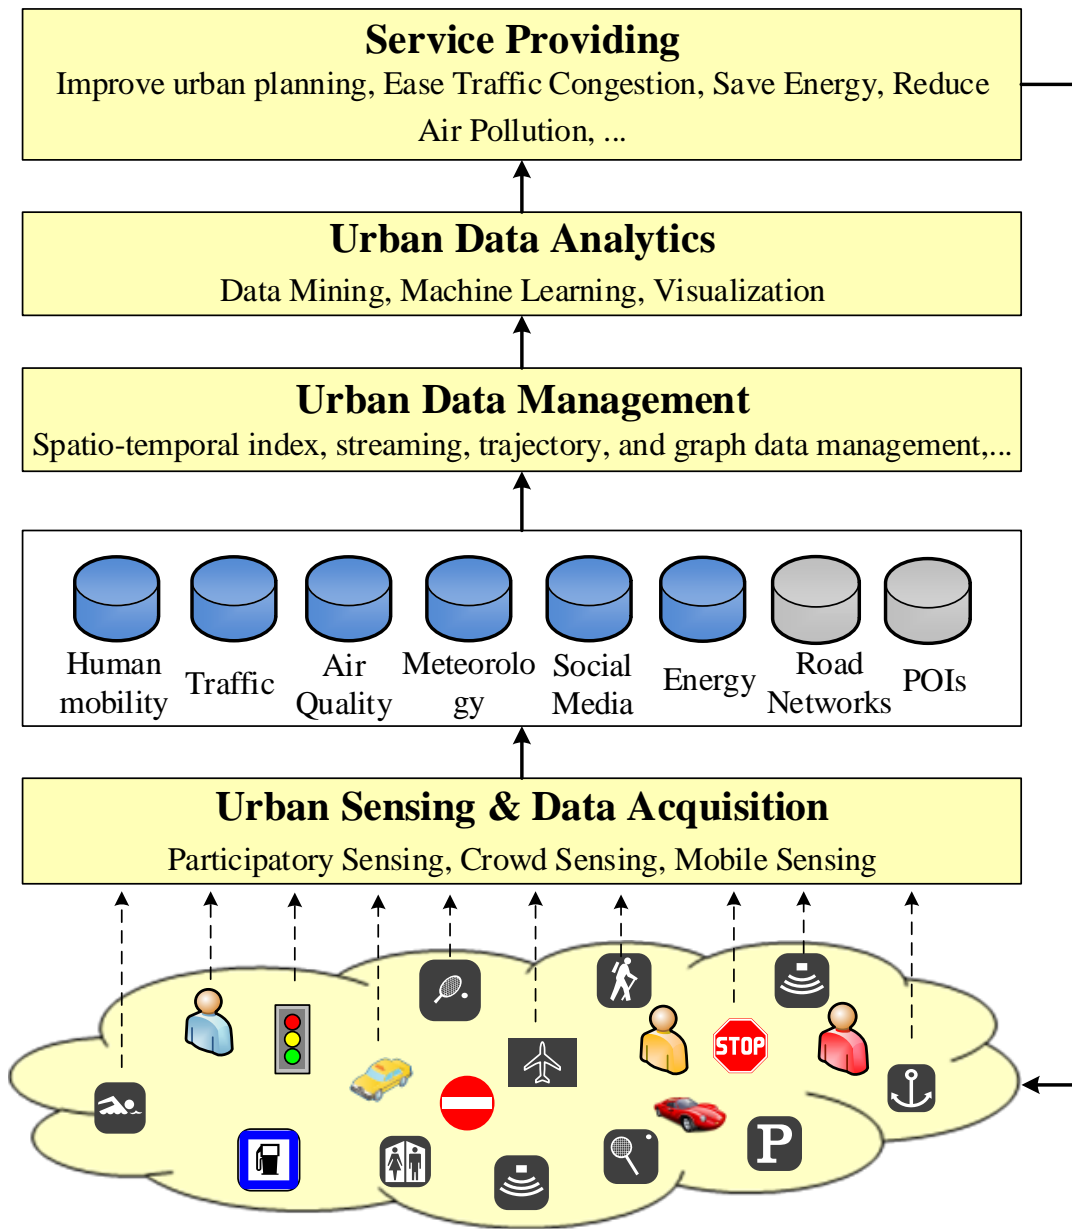 Service Providing
Improve urban planning, Ease Traffic Congestion, Save Energy, Reduce
Air Pollution, ...
Urban Data Analytics
Data Mining, Machine Learning, Visualization
Urban Data Management
Spatio-temporal index, streaming, trajectory, and graph data management,...
Human
mobility
Traffic
Air
Quality
Meteorolo
gy
Social
Media
Energy
Road
Networks
POIs
Urban Sensing & Data Acquisition
Participatory Sensing, Crowd Sensing, Mobile Sensing
STOP
P